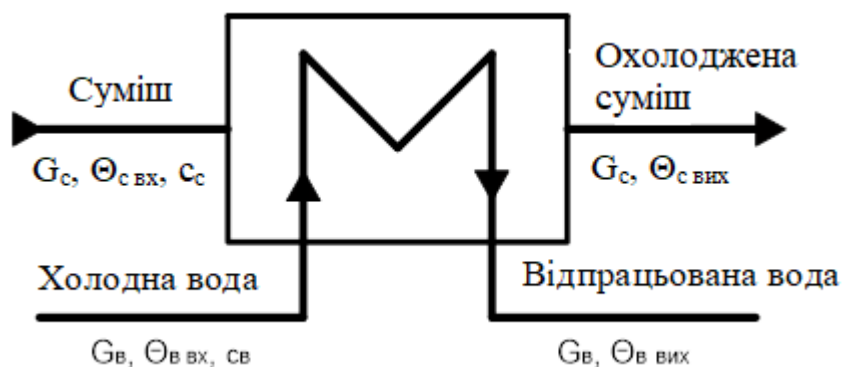 Суміш
Охолоджена
суміш
Gс, Θс вх, сс
Gс, Θс вих
Холодна вода
Відпрацьована вода
Gв, Θв вх, св
Gв, Θв вих